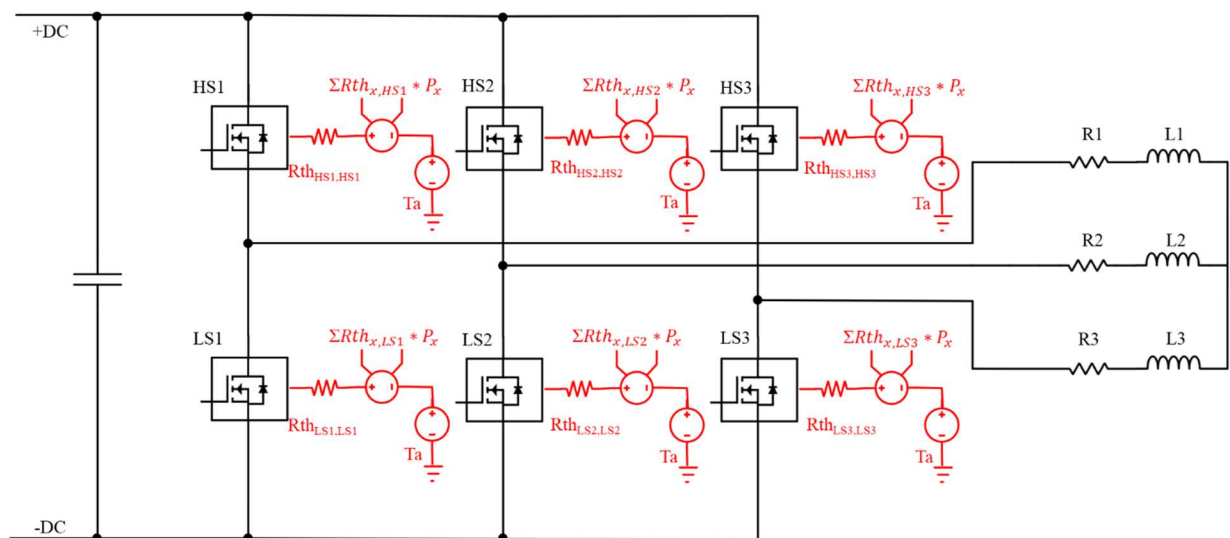 +DC
HS1
ΣRth_{x,HS1} * P_x
HS2
ΣRth_{x,HS2} * P_x
HS3
ΣRth_{x,HS3} * P_x
+ -
+ -
+ -
Rth_{HS1,HS1}
Rth_{HS2,HS2}
Rth_{HS3,HS3}
+
-
+
-
+
-
Ta
Ta
Ta
R1
L1
R2
L2
R3
L3
LS1
ΣRth_{x,LS1} * P_x
LS2
ΣRth_{x,LS2} * P_x
LS3
ΣRth_{x,LS3} * P_x
+ -
+ -
+ -
Rth_{LS1,LS1}
Rth_{LS2,LS2}
Rth_{LS3,LS3}
+
-
+
-
+
-
Ta
Ta
Ta
-DC